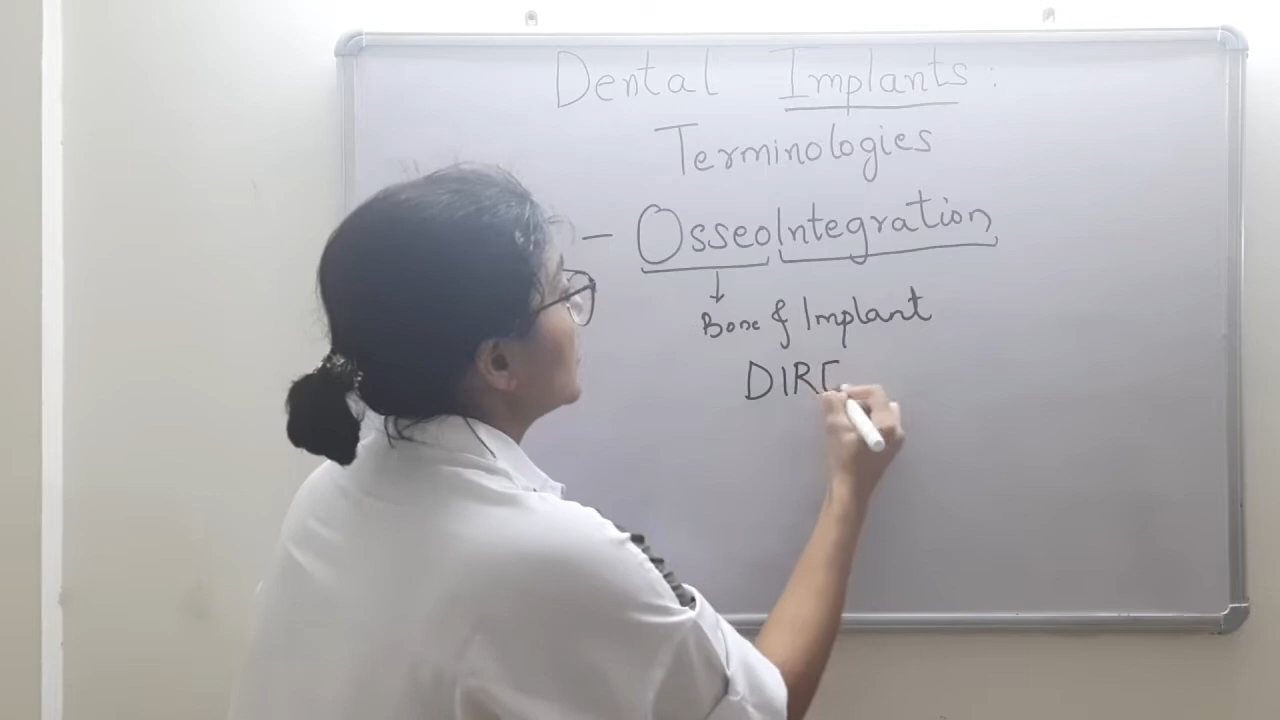 Dental Implants:
Terminologies
- OsseoIntegration
↓
Bone & Implant
DIRE